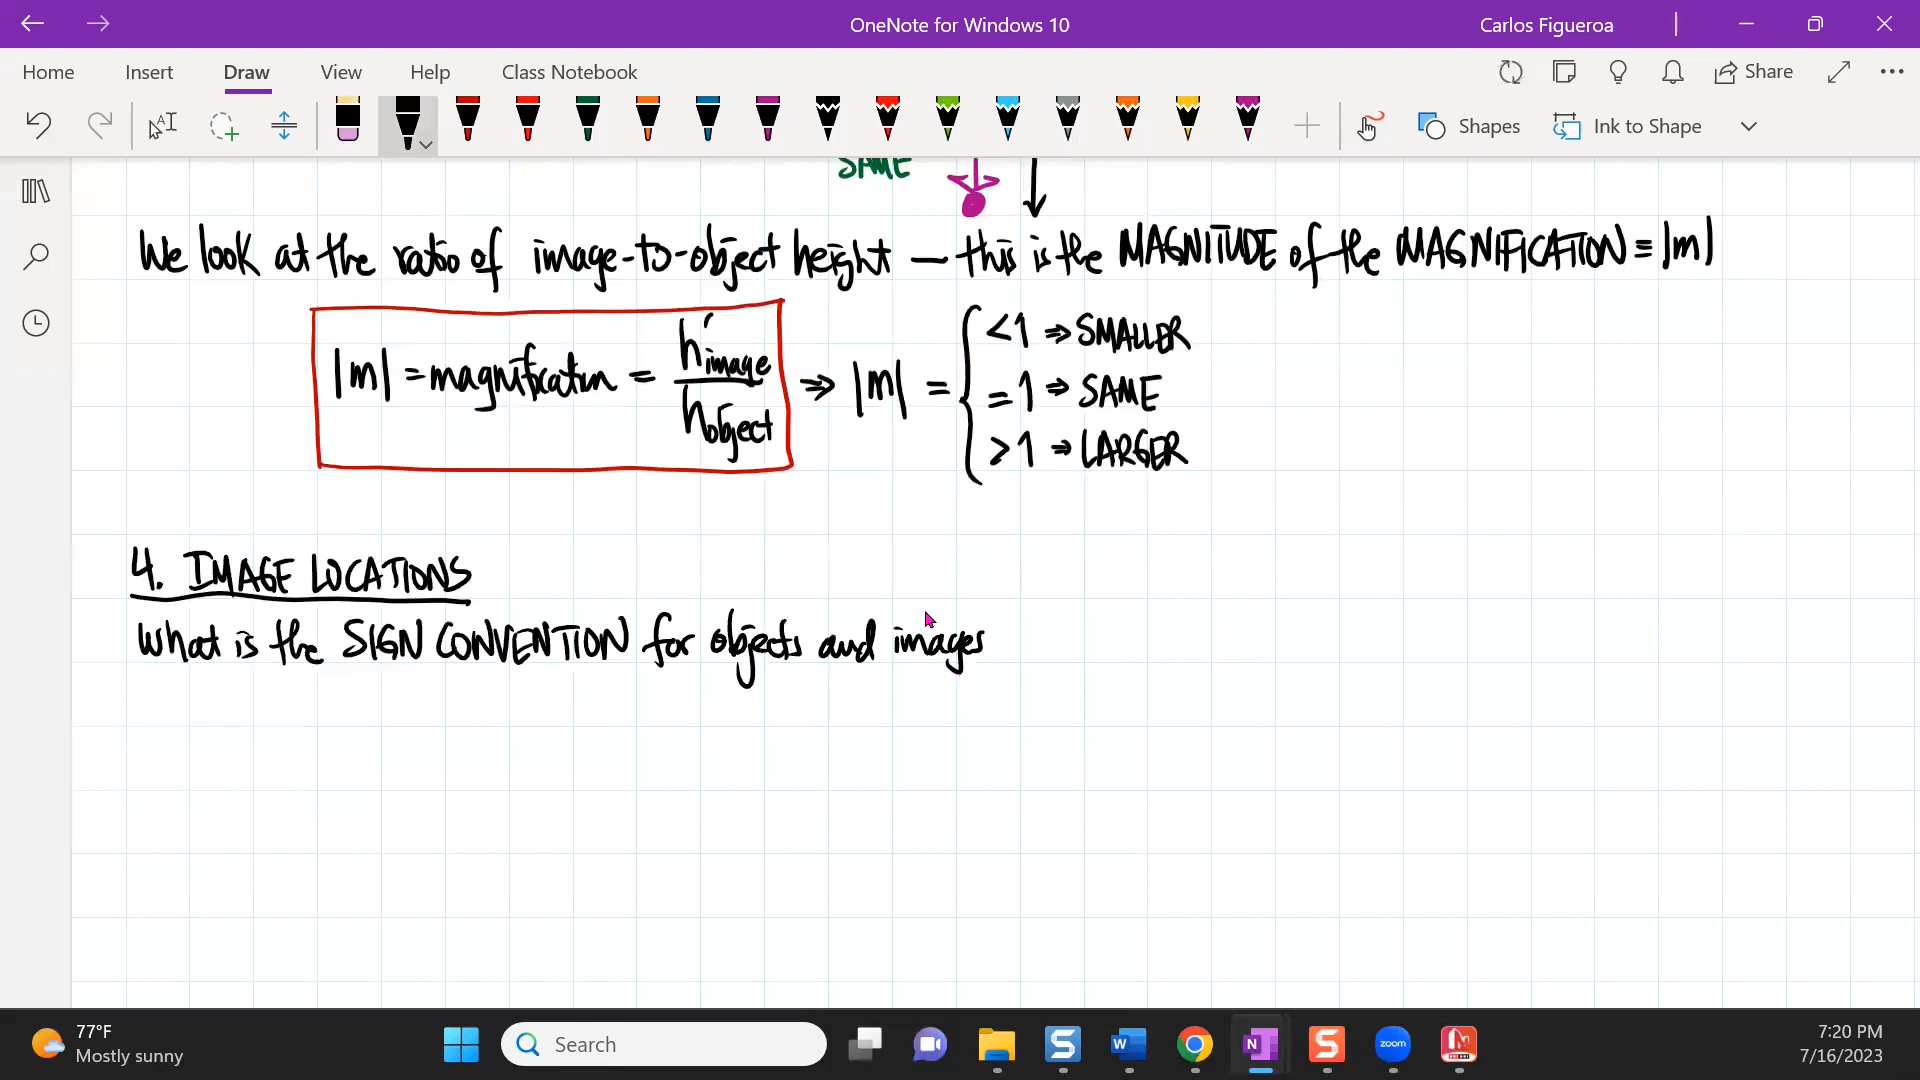 OneNote for Windows 10
Carlos Figueroa
Home Insert Draw View Help Class Notebook
Share
Shapes
Ink to Shape
SAME
We look at the ratio of image-to-object height — this is the MAGNITUDE of the MAGNIFICATION ≡ |m|
|m| = magnification = h'image / hobject ⇒ |m| = { <1 ⇒ SMALLER
=1 ⇒ SAME
>1 ⇒ LARGER
4. IMAGE LOCATIONS
What is the SIGN CONVENTION for objects and images
77°F
Mostly sunny
Search
zoom
7:20 PM
7/16/2023